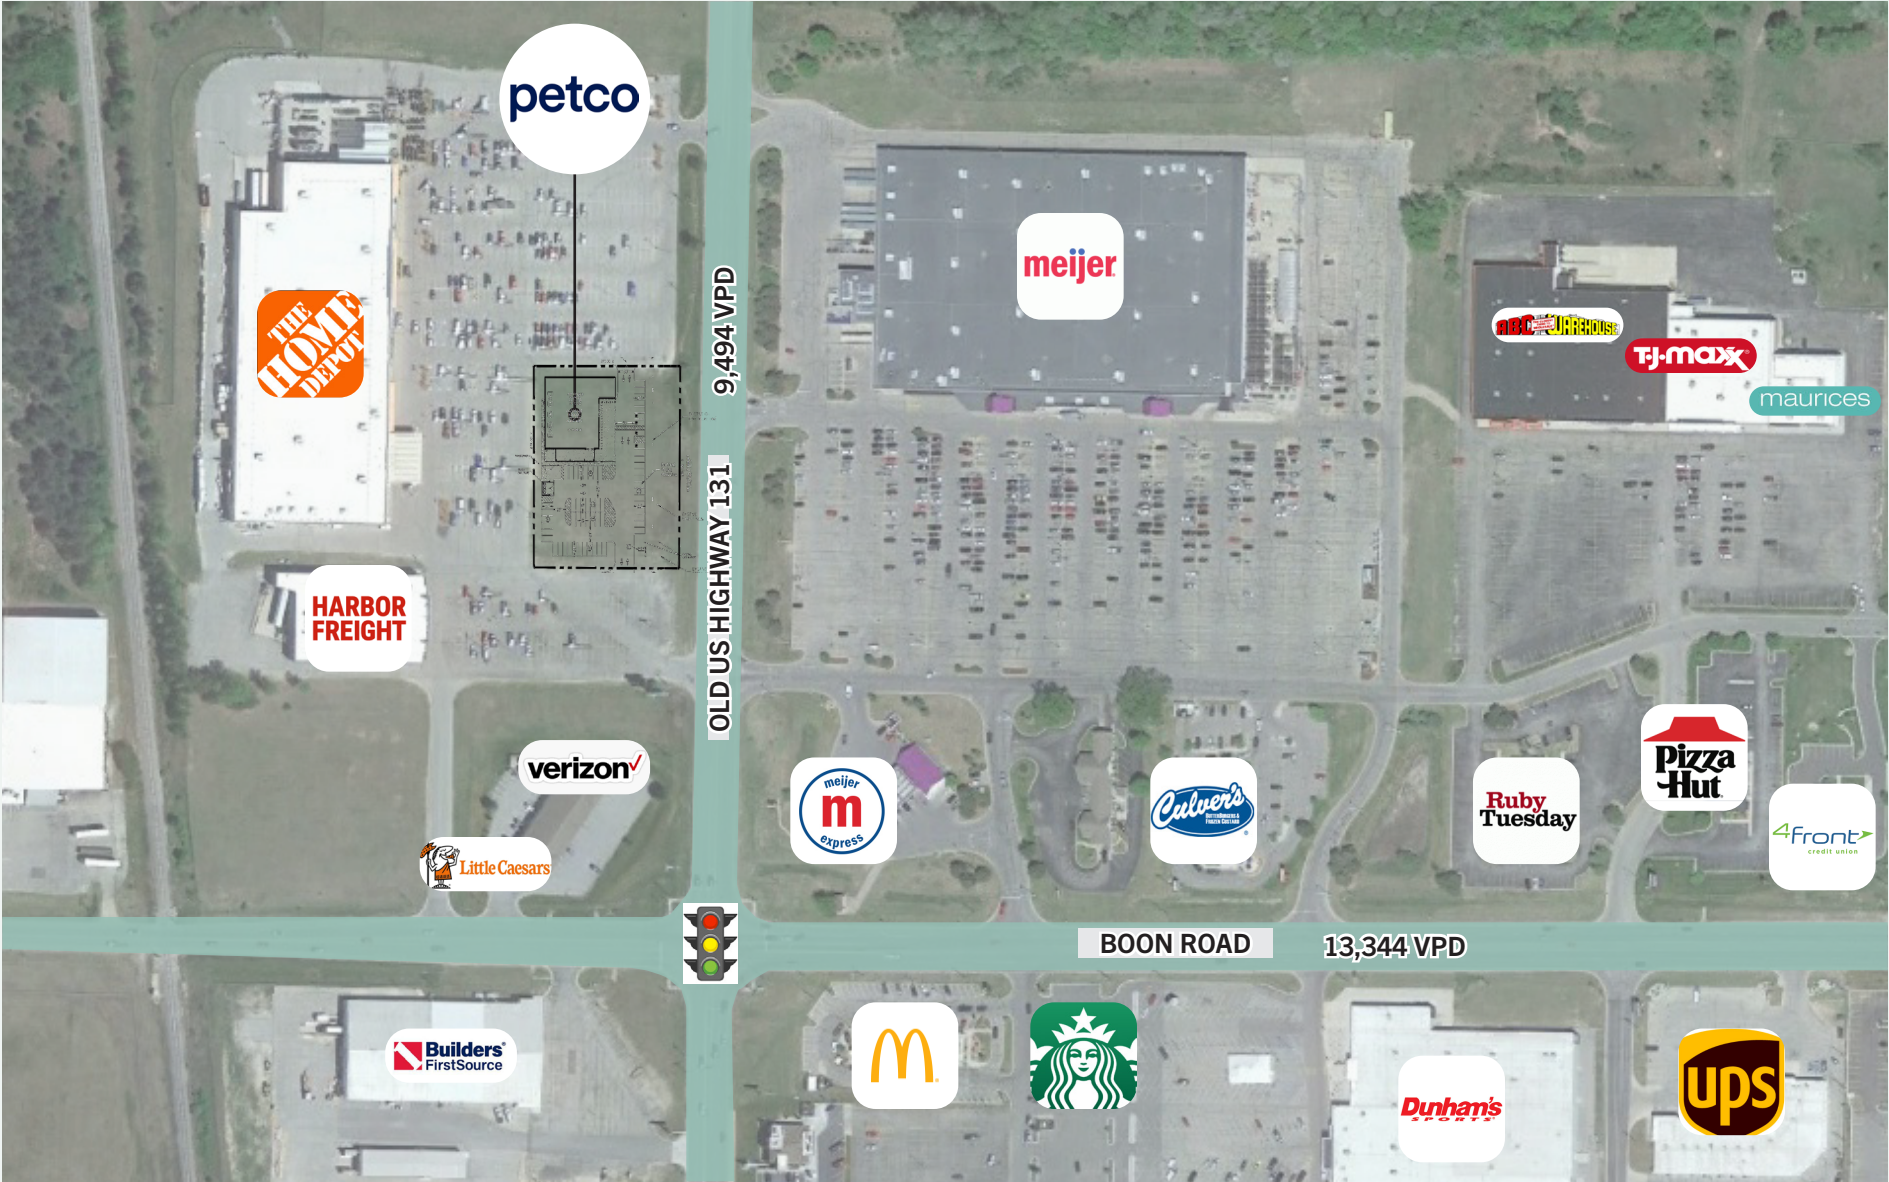 petco
THE
HOME
DEPOT
meijer
ABC WAREHOUSE
T·J·maxx
maurices
9,494 VPD
OLD US HIGHWAY 131
HARBOR
FREIGHT
verizon
Little Caesars
meijer
m
express
Culver's
Ruby
Tuesday
Pizza
Hut
4front
credit union
BOON ROAD
13,344 VPD
Builders
FirstSource
Dunham's
SPORTS
ups